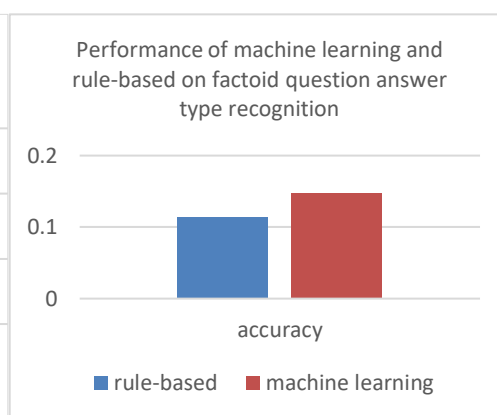 Performance of machine learning and
rule-based on factoid question answer
type recognition
0.2
0.1
0
accuracy
rule-based machine learning